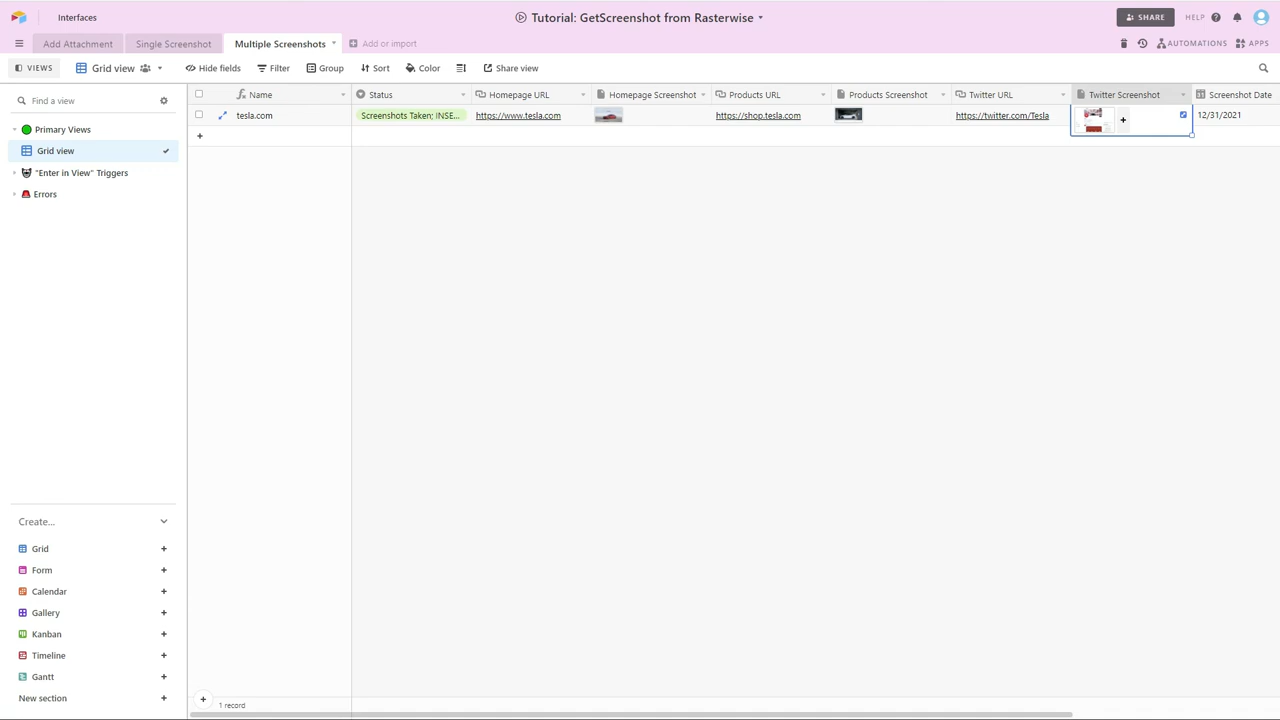 Interfaces
Tutorial: GetScreenshot from Rasterwise
SHARE
HELP
Add Attachment
Single Screenshot
Multiple Screenshots
Add or import
AUTOMATIONS
APPS
VIEWS
Grid view
Hide fields
Filter
Group
Sort
Color
Share view
Find a view
Primary Views
Grid view
"Enter in View" Triggers
Errors
Name
Status
Homepage URL
Homepage Screenshot
Products URL
Products Screenshot
Twitter URL
Twitter Screenshot
Screenshot Date
tesla.com
Screenshots Taken; INSE...
https://www.tesla.com
https://shop.tesla.com
https://twitter.com/Tesla
12/31/2021
Create...
Grid
Form
Calendar
Gallery
Kanban
Timeline
Gantt
New section
1 record